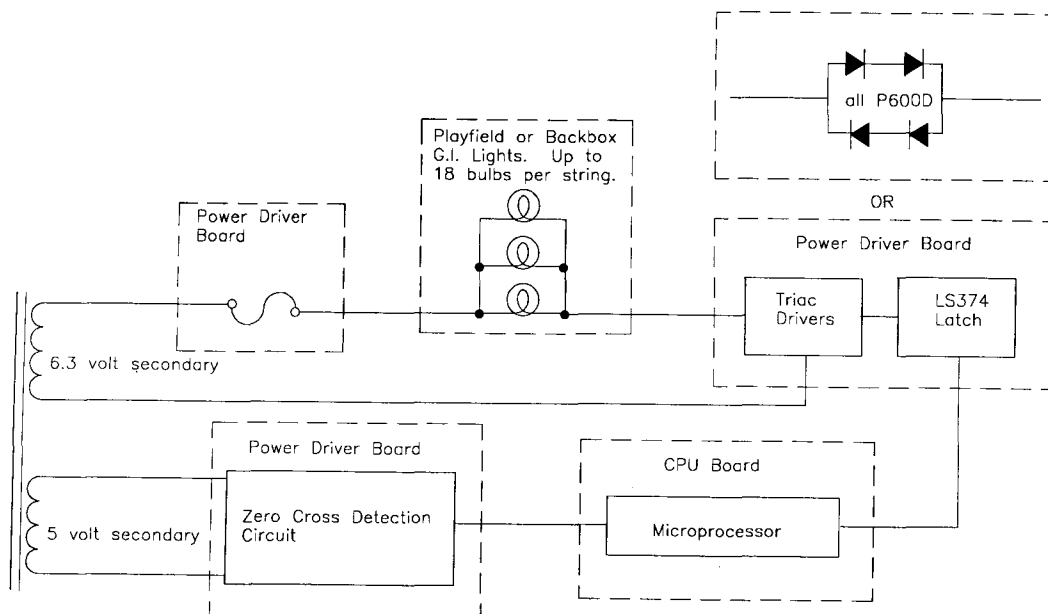 all P600D
OR
Playfield or Backbox
G.I. Lights. Up to
18 bulbs per string.
Power Driver
Board
Power Driver Board
Triac
Drivers
LS374
Latch
6.3 volt secondary
Power Driver Board
Zero Cross Detection
Circuit
CPU Board
Microprocessor
5 volt secondary